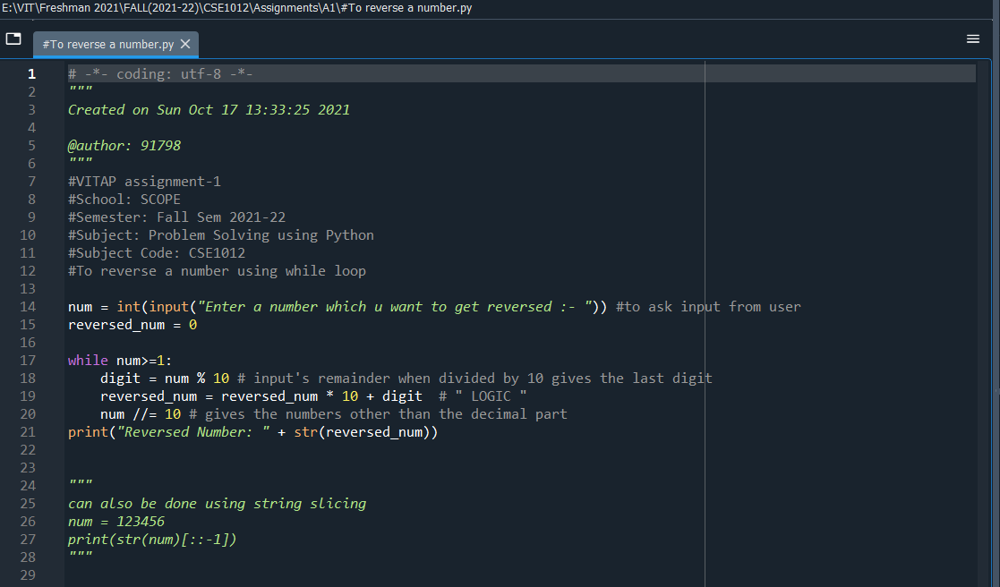 E:\VIT\Freshman 2021\FALL(2021-22)\CSE1012\Assignments\A1\#To reverse a number.py
#To reverse a number.py
1 # -*- coding: utf-8 -*-
2 """
3 Created on Sun Oct 17 13:33:25 2021
4
5 @author: 91798
6 """
7 #VITAP assignment-1
8 #School: SCOPE
9 #Semester: Fall Sem 2021-22
10 #Subject: Problem Solving using Python
11 #Subject Code: CSE1012
12 #To reverse a number using while loop
13
14 num = int(input("Enter a number which u want to get reversed :- ")) #to ask input from user
15 reversed_num = 0
16
17 while num>=1:
18     digit = num % 10 # input's remainder when divided by 10 gives the last digit
19     reversed_num = reversed_num * 10 + digit  # " LOGIC "
20     num //= 10 # gives the numbers other than the decimal part
21 print("Reversed Number: " + str(reversed_num))
22
23
24 """
25 can also be done using string slicing
26 num = 123456
27 print(str(num)[::-1])
28 """
29